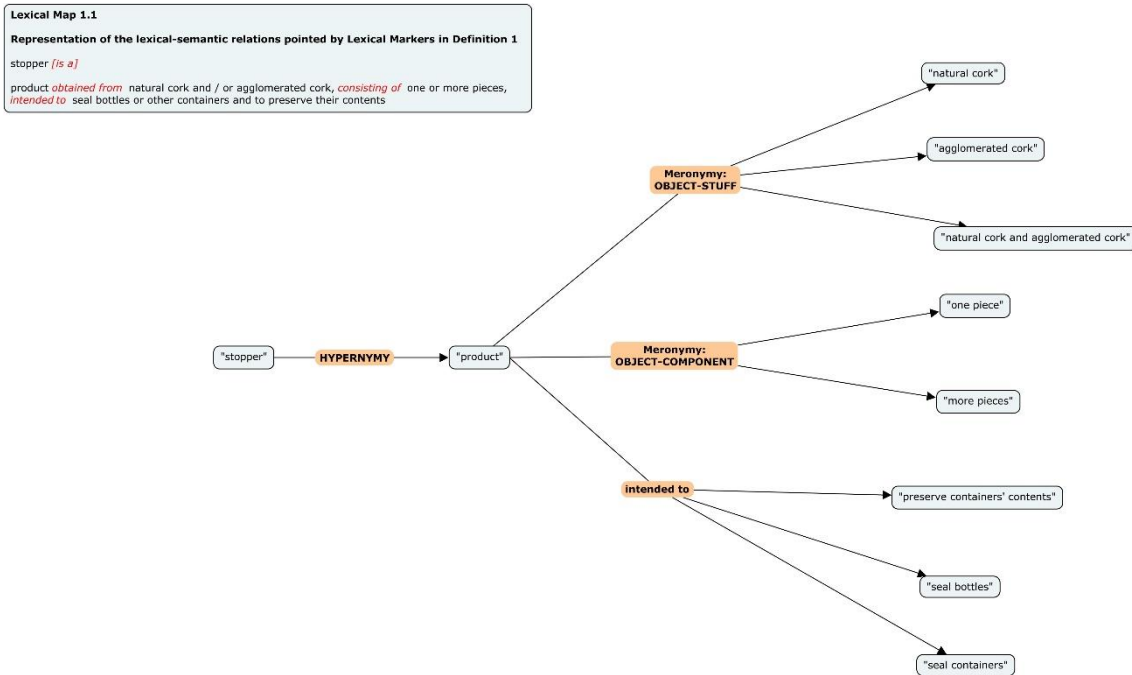 Lexical Map 1.1
Representation of the lexical-semantic relations pointed by Lexical Markers in Definition 1
stopper [is a]
product obtained from natural cork and / or agglomerated cork, consisting of one or more pieces,
intended to seal bottles or other containers and to preserve their contents
"natural cork"
"agglomerated cork"
Meronymy:
OBJECT-STUFF
"natural cork and agglomerated cork"
"one piece"
"stopper"
HYPERNYMY
"product"
Meronymy:
OBJECT-COMPONENT
"more pieces"
intended to
"preserve containers' contents"
"seal bottles"
"seal containers"